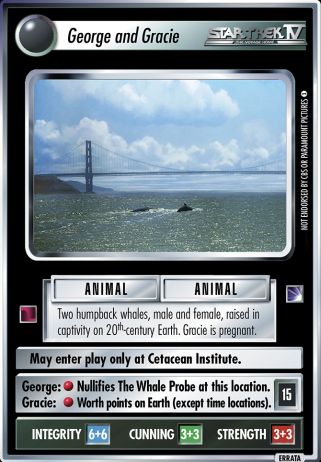 George and Gracie
STAR TREK IV
THE VOYAGE HOME
NOT ENDORSED BY CBS OR PARAMOUNT PICTURES
ANIMAL ANIMAL
Two humpback whales, male and female, raised in
captivity on 20th-century Earth. Gracie is pregnant.
May enter play only at Cetacean Institute.
George: Nullifies The Whale Probe at this location.
Gracie: Worth points on Earth (except time locations).
15
INTEGRITY 6+6 CUNNING 3+3 STRENGTH 3+3
ERRATA